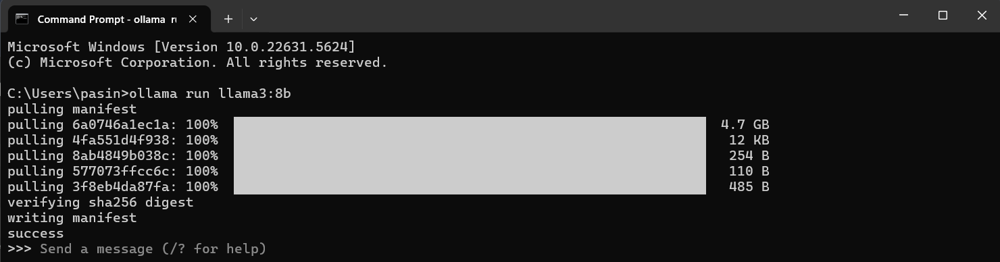 Command Prompt - ollama ru
Microsoft Windows [Version 10.0.22631.5624]
(c) Microsoft Corporation. All rights reserved.
C:\Users\pasin>ollama run llama3:8b
pulling manifest
pulling 6a0746a1ec1a: 100% 4.7 GB
pulling 4fa551d4f938: 100% 12 KB
pulling 8ab4849b038c: 100% 254 B
pulling 577073ffcc6c: 100% 110 B
pulling 3f8eb4da87fa: 100% 485 B
verifying sha256 digest
writing manifest
success
>>> Send a message (/? for help)